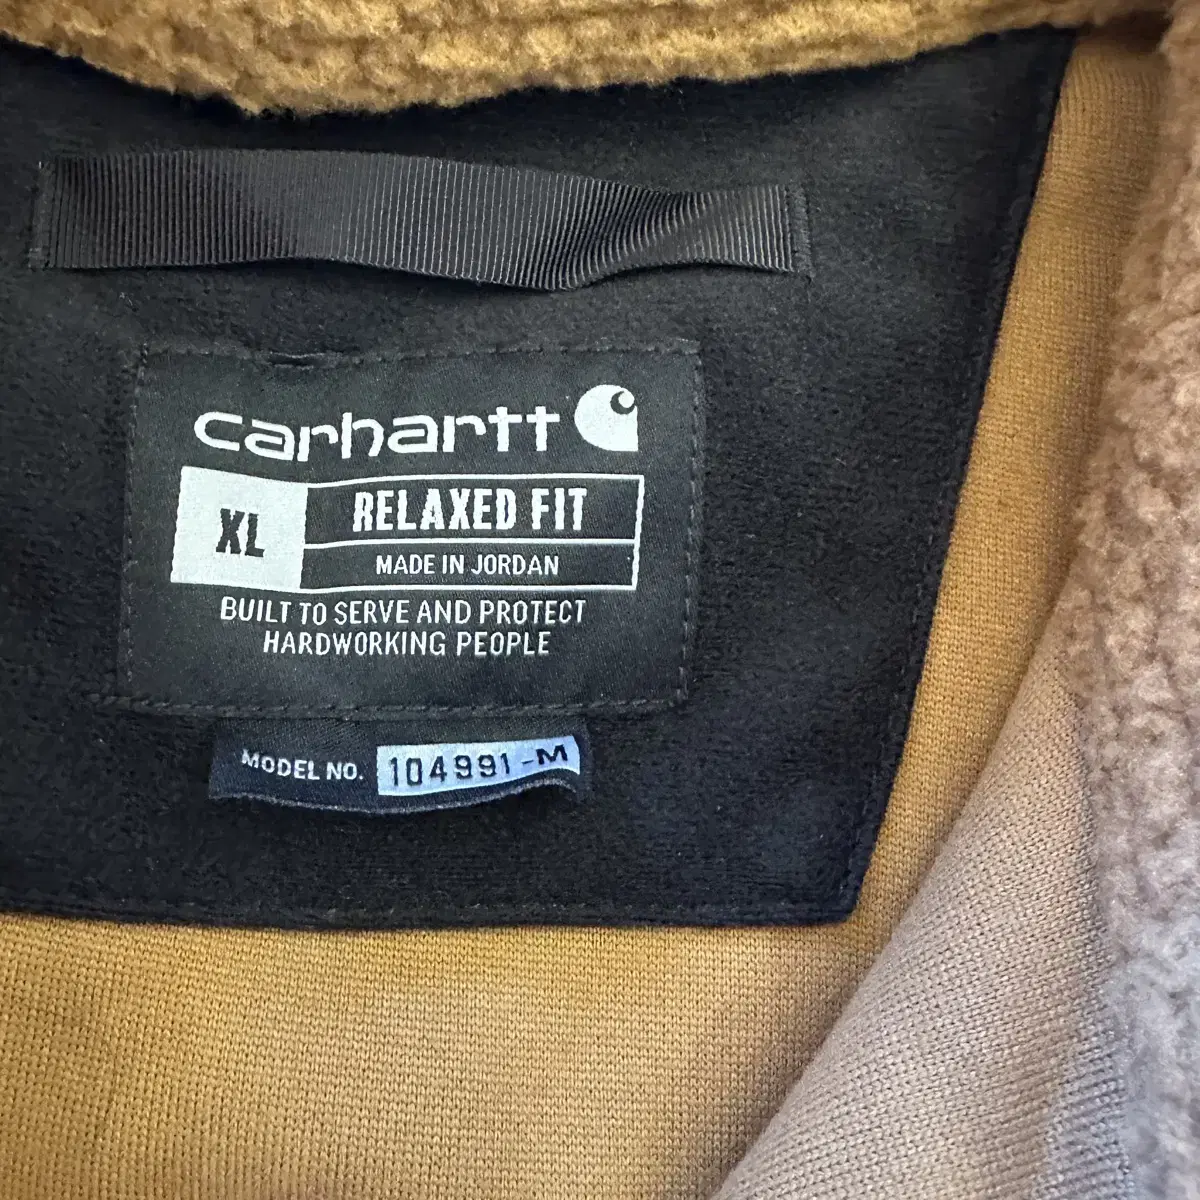 carhartt
XL
RELAXED FIT
MADE IN JORDAN
BUILT TO SERVE AND PROTECT
HARDWORKING PEOPLE
MODEL NO. 104991-M